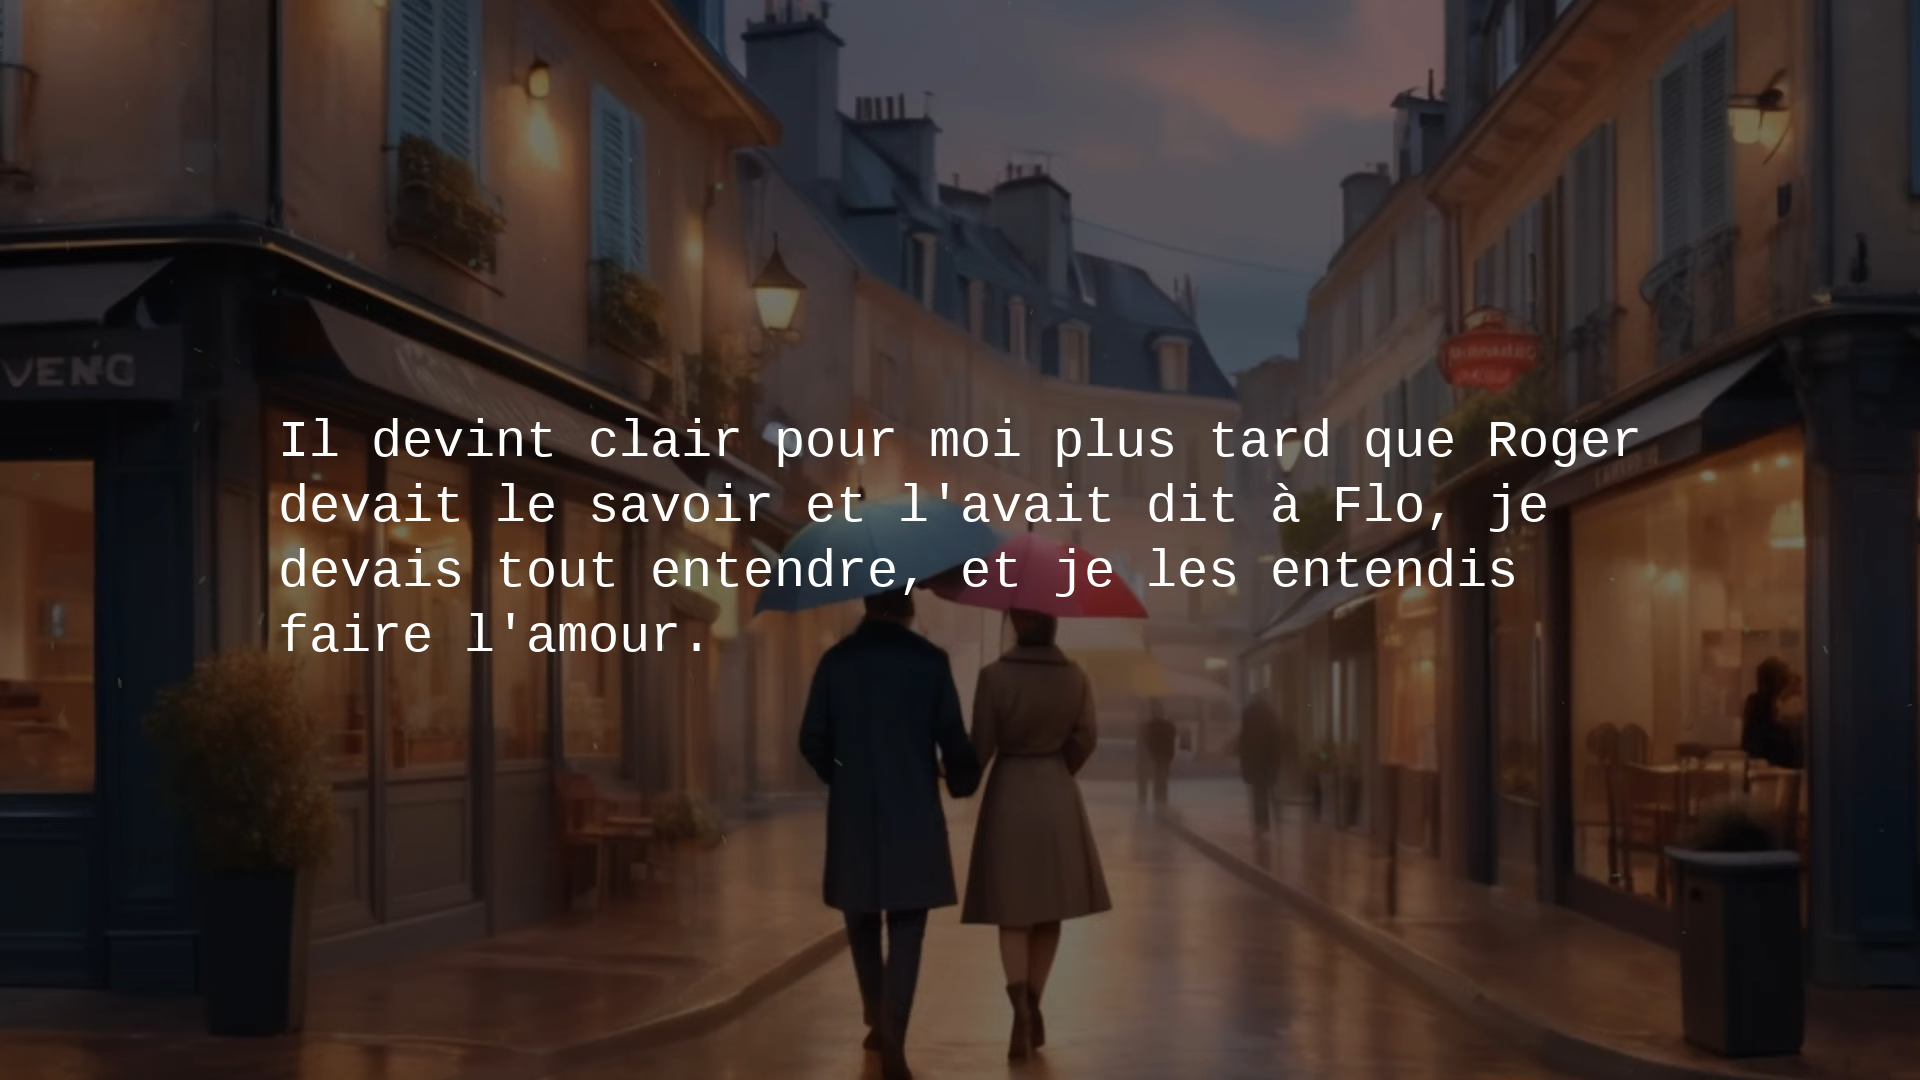 VENG
Il devint clair pour moi plus tard que Roger
devait le savoir et l'avait dit à Flo, je
devais tout entendre, et je les entendis
faire l'amour.